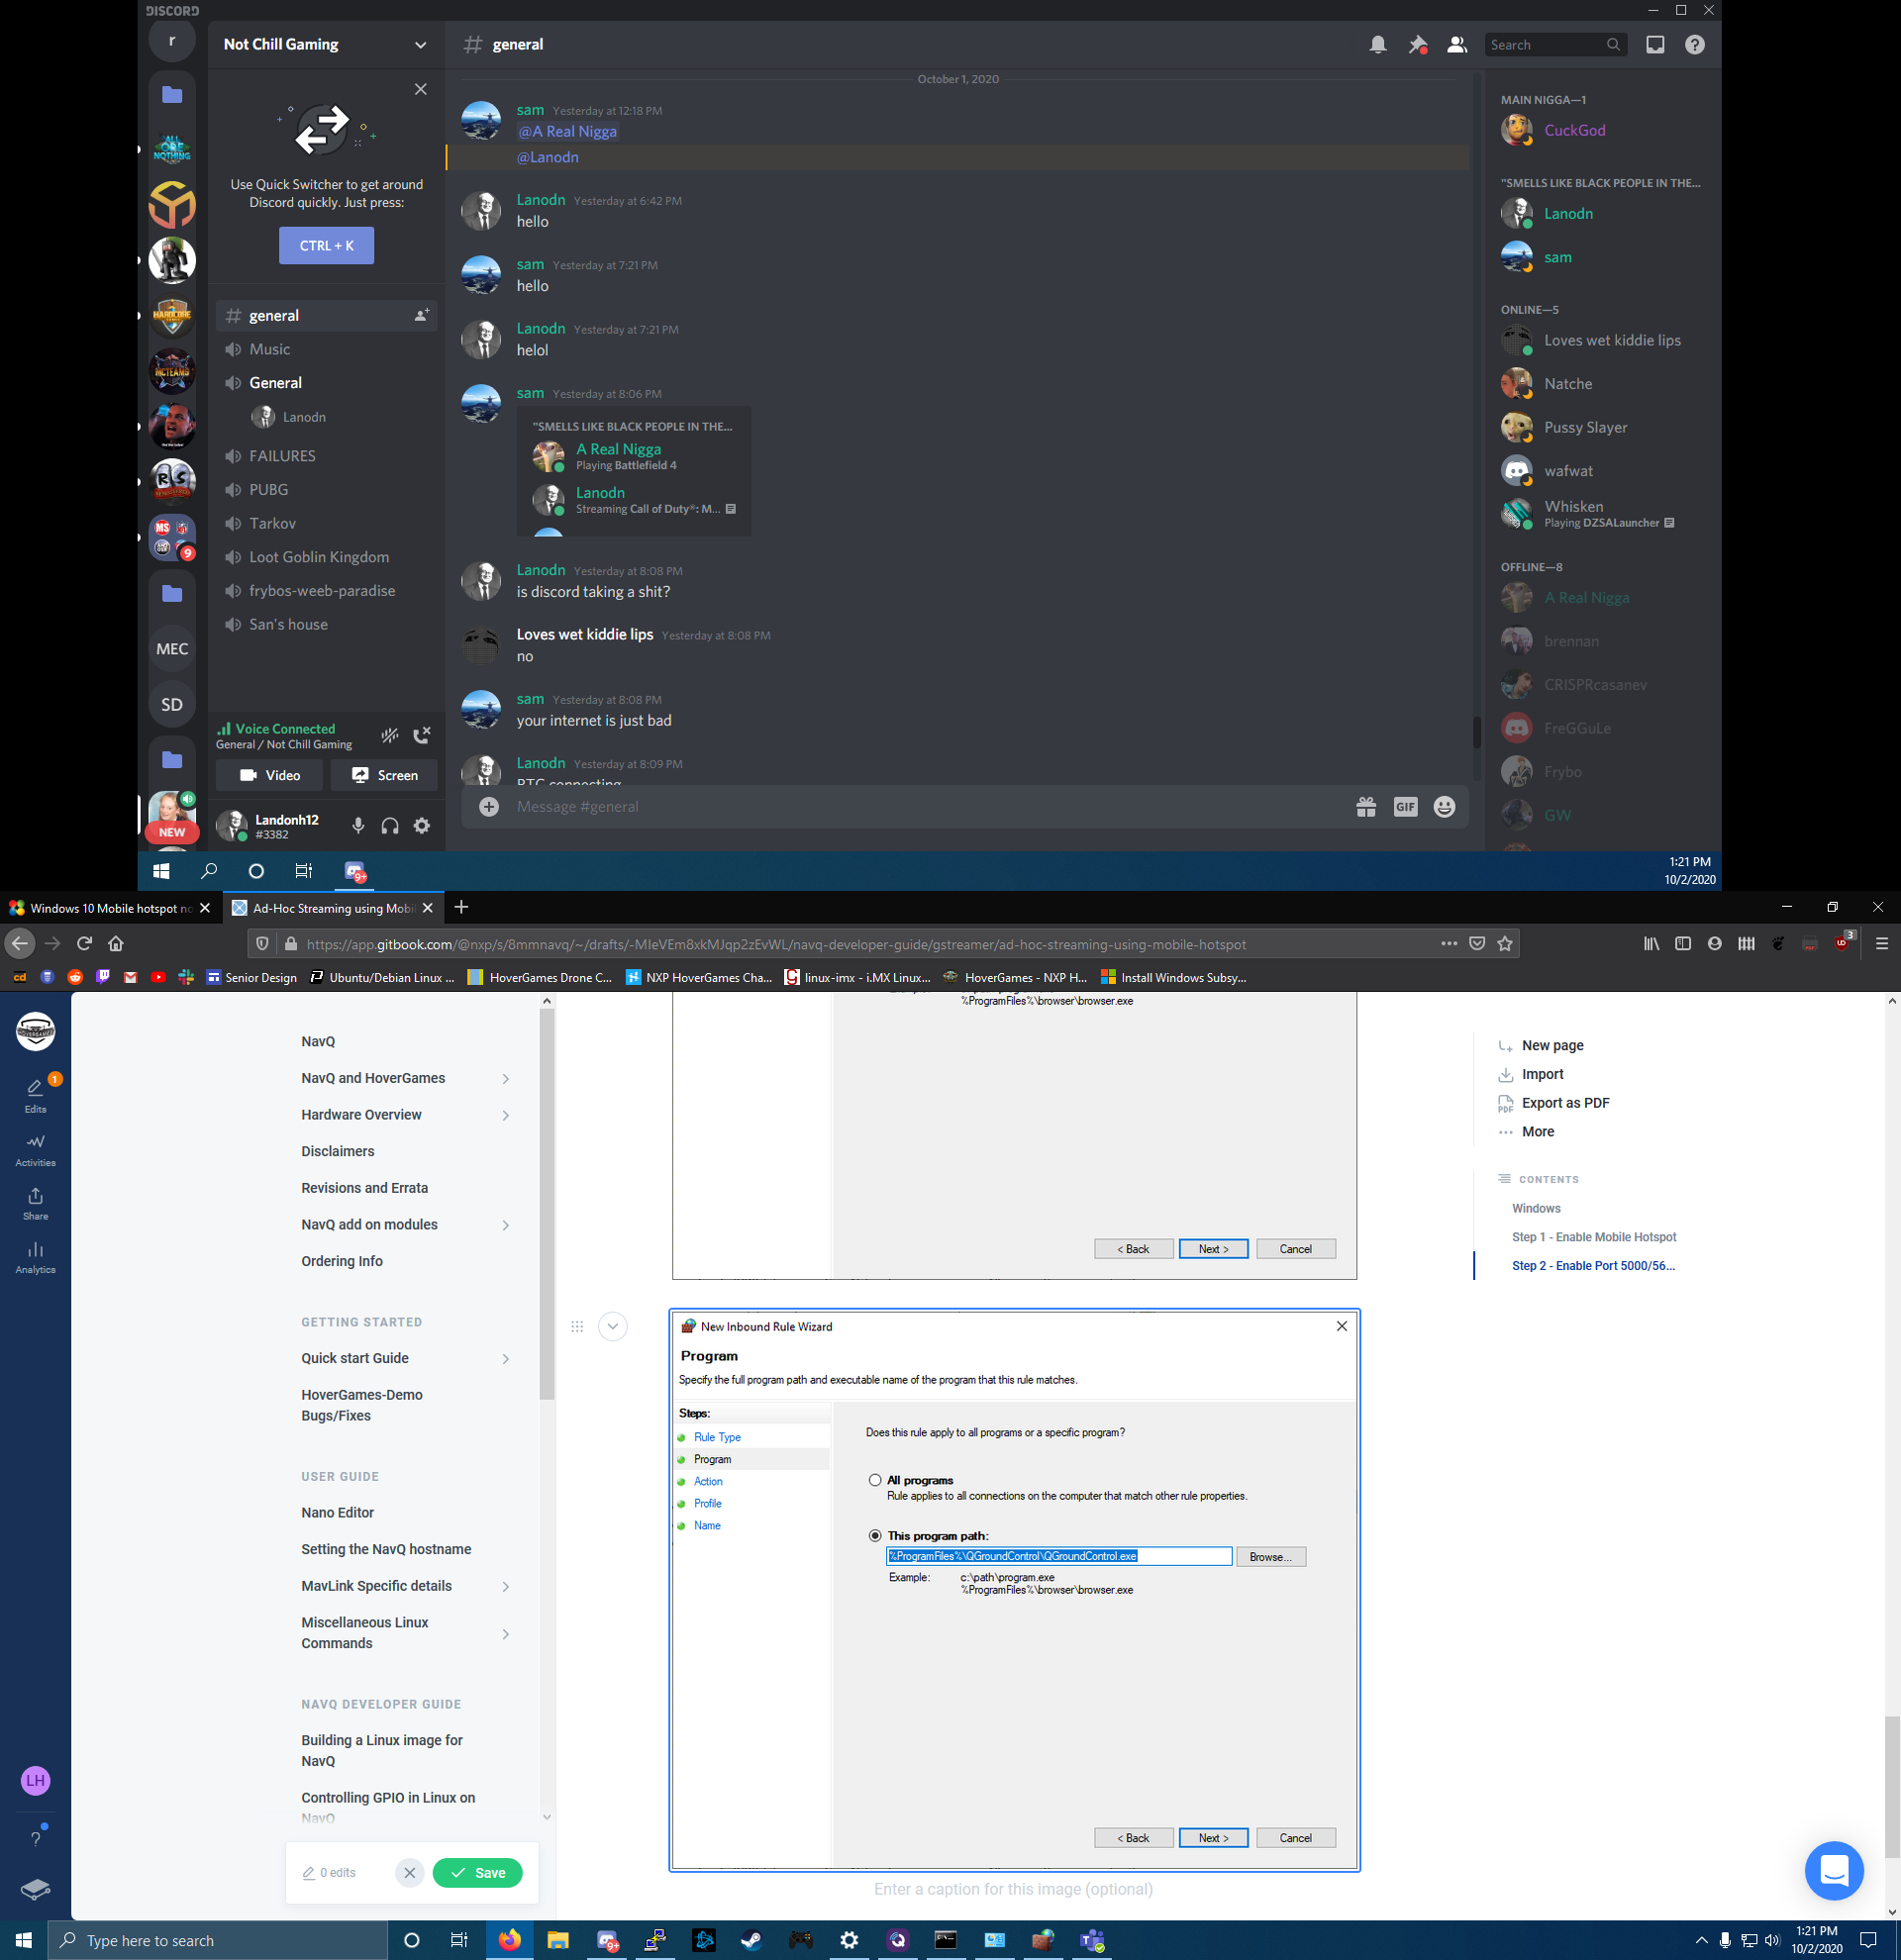 DISCORD
r
Not Chill Gaming
general
Search
Use Quick Switcher to get around
Discord quickly. Just press:
CTRL + K
general
Music
General
Lanodn
FAILURES
PUBG
Tarkov
Loot Goblin Kingdom
frybos-weeb-paradise
San's house
ALL
ORE
NOTHING
HARDCORE
MCTEAMS
RS
MS
9
MEC
SD
NEW
Voice Connected
General / Not Chill Gaming
Video
Screen
Landonh12
#3382
October 1, 2020
sam Yesterday at 12:18 PM
@A Real Nigga
@Lanodn
Lanodn Yesterday at 6:42 PM
hello
sam Yesterday at 7:21 PM
hello
Lanodn Yesterday at 7:21 PM
helol
sam Yesterday at 8:06 PM
"SMELLS LIKE BLACK PEOPLE IN THE...
A Real Nigga
Playing Battlefield 4
Lanodn
Streaming Call of Duty®: M...
Lanodn Yesterday at 8:08 PM
is discord taking a shit?
Loves wet kiddie lips Yesterday at 8:08 PM
no
sam Yesterday at 8:08 PM
your internet is just bad
Lanodn Yesterday at 8:09 PM
RTC connecting
Message #general
GIF
MAIN NIGGA—1
CuckGod
"SMELLS LIKE BLACK PEOPLE IN THE...
Lanodn
sam
ONLINE—5
Loves wet kiddie lips
Natche
Pussy Slayer
wafwat
Whisken
Playing DZSALauncher
OFFLINE—8
A Real Nigga
brennan
CRISPRcasanev
FreGGuLe
Frybo
GW
9+
1:21 PM
10/2/2020
Windows 10 Mobile hotspot no
Ad-Hoc Streaming using Mobi
https://app.gitbook.com/@nxp/s/8mmnavq/~/drafts/-MIeVEm8xkMJqp2zEvWL/navq-developer-guide/gstreamer/ad-hoc-streaming-using-mobile-hotspot
3
cd
Senior Design
Ubuntu/Debian Linux ...
HoverGames Drone C...
NXP HoverGames Cha...
linux-imx - i.MX Linux...
HoverGames - NXP H...
Install Windows Subsy...
1
Edits
Activities
Share
Analytics
LH
?
NavQ
NavQ and HoverGames
Hardware Overview
Disclaimers
Revisions and Errata
NavQ add on modules
Ordering Info
GETTING STARTED
Quick start Guide
HoverGames-Demo
Bugs/Fixes
USER GUIDE
Nano Editor
Setting the NavQ hostname
MavLink Specific details
Miscellaneous Linux
Commands
NAVQ DEVELOPER GUIDE
Building a Linux image for
NavQ
Controlling GPIO in Linux on
NavQ
0 edits
Save
%ProgramFiles%\browser\browser.exe
< Back
Next >
Cancel
New Inbound Rule Wizard
Program
Specify the full program path and executable name of the program that this rule matches.
Steps:
Rule Type
Program
Action
Profile
Name
Does this rule apply to all programs or a specific program?
All programs
Rule applies to all connections on the computer that match other rule properties.
This program path:
%ProgramFiles%\QGroundControl\QGroundControl.exe
Browse...
Example: c:\path\program.exe
%ProgramFiles%\browser\browser.exe
< Back
Next >
Cancel
Enter a caption for this image (optional)
New page
Import
PDF
Export as PDF
More
CONTENTS
Windows
Step 1 - Enable Mobile Hotspot
Step 2 - Enable Port 5000/56...
Type here to search
9+
1:21 PM
10/2/2020